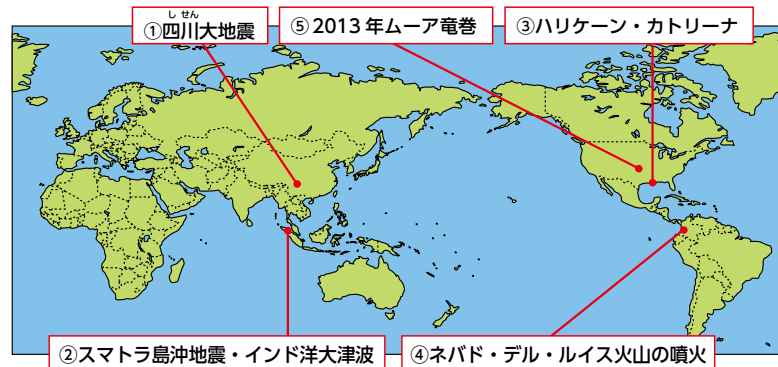 しせん
①四川大地震
⑤2013年ムーア竜巻
③ハリケーン・カトリーナ
②スマトラ島沖地震・インド洋大津波
④ネバド・デル・ルイス火山の噴火